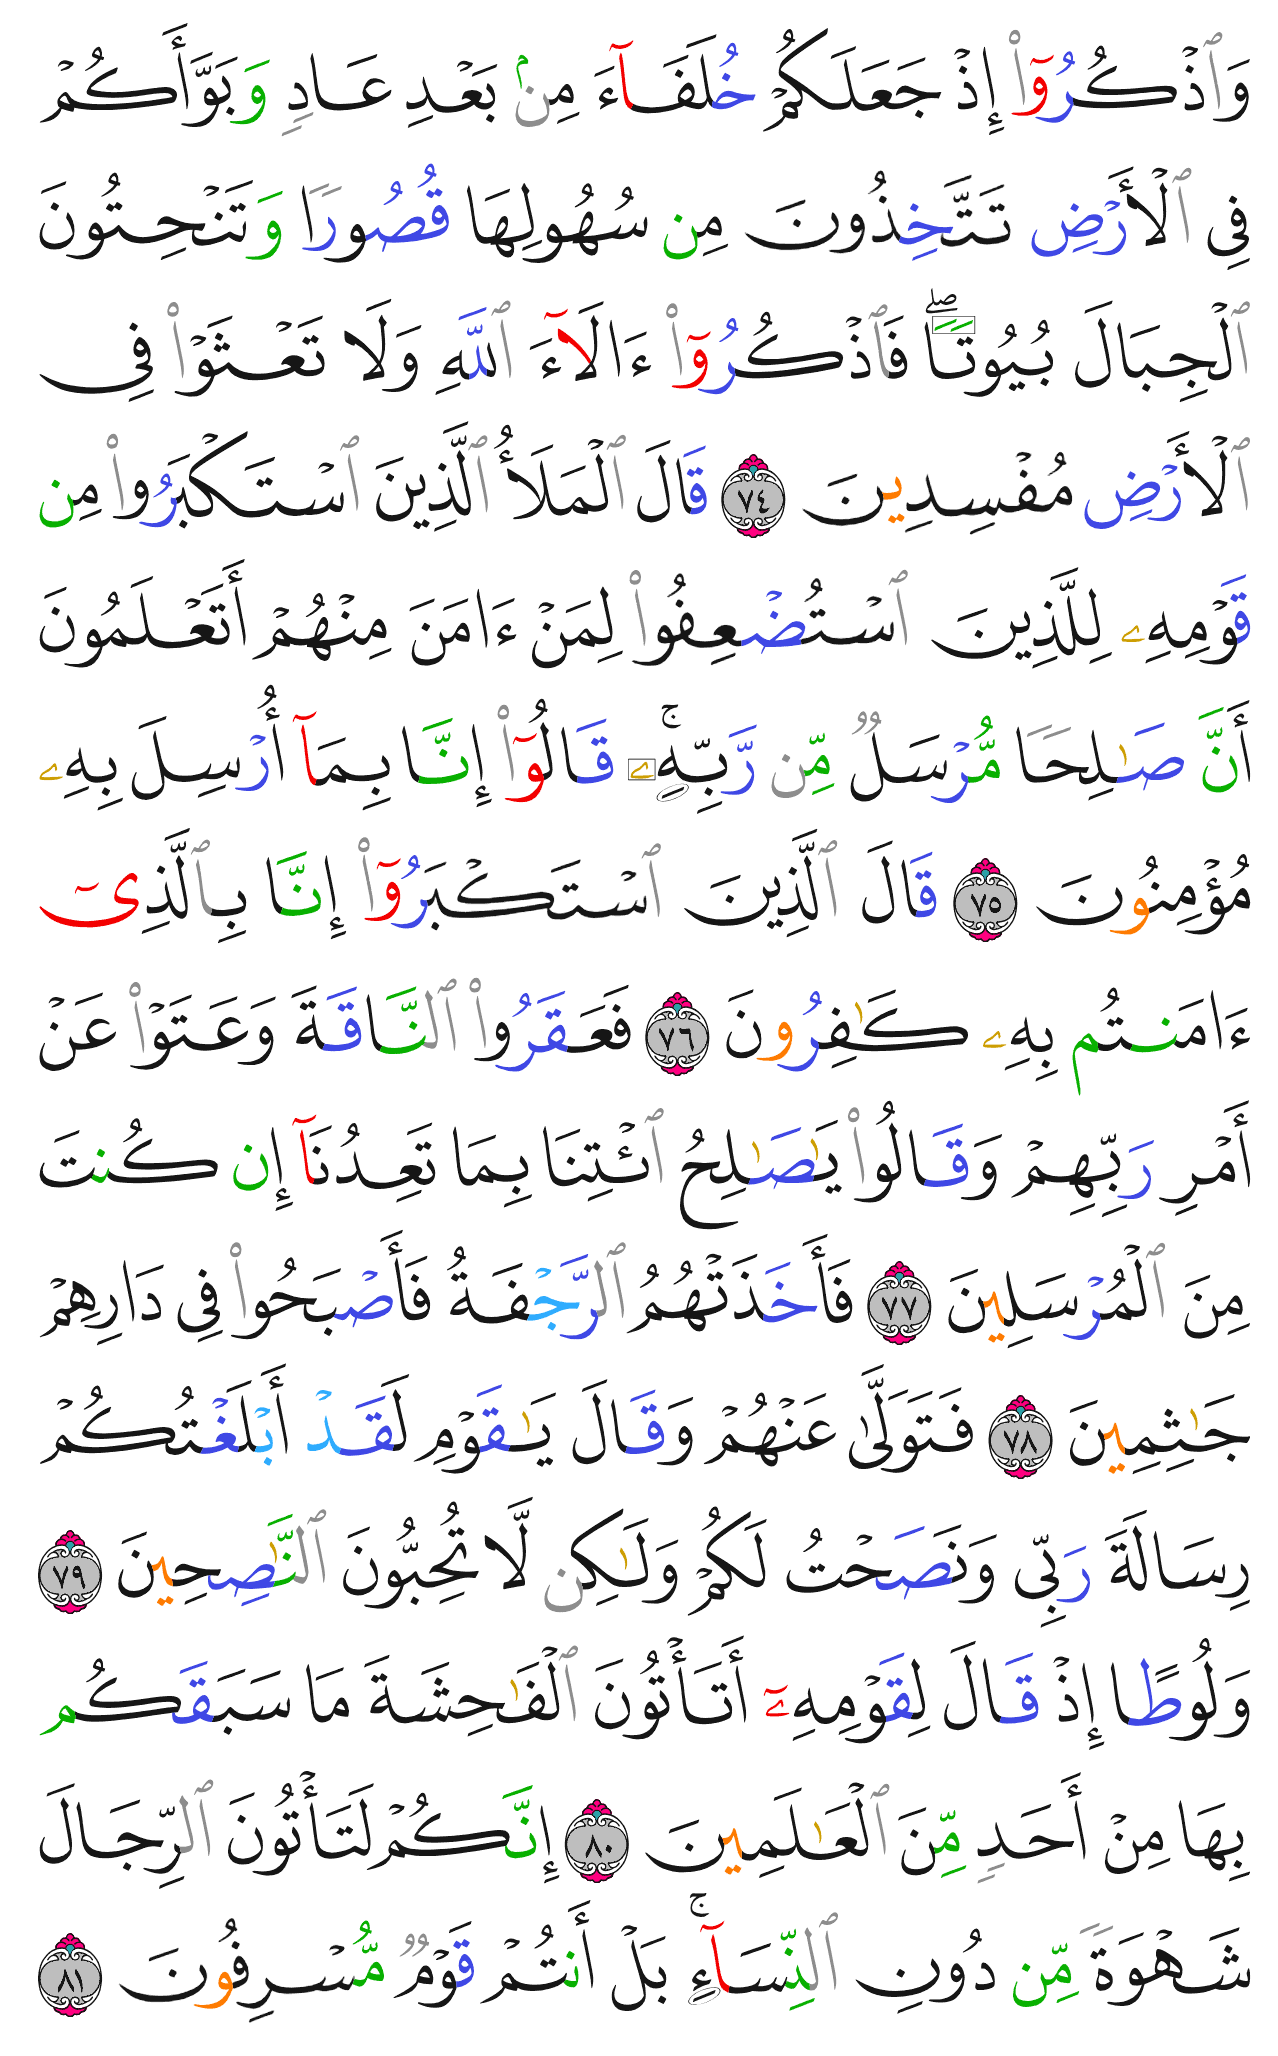 وَٱذۡكُرُوٓاْ إِذۡ جَعَلَكُمۡ خُلَفَآءَ مِنۢ بَعۡدِ عَادٖ وَبَوَّأَكُمۡ
فِي ٱلۡأَرۡضِ تَتَّخِذُونَ مِن سُهُولِهَا قُصُورٗا وَتَنۡحِتُونَ
ٱلۡجِبَالَ بُيُوتٗاۖ فَٱذۡكُرُوٓاْ ءَالَآءَ ٱللَّهِ وَلَا تَعۡثَوۡاْ فِي
ٱلۡأَرۡضِ مُفۡسِدِينَ ٧٤ قَالَ ٱلۡمَلَأُ ٱلَّذِينَ ٱسۡتَكۡبَرُواْ مِن
قَوۡمِهِۦ لِلَّذِينَ ٱسۡتُضۡعِفُواْ لِمَنۡ ءَامَنَ مِنۡهُمۡ أَتَعۡلَمُونَ
أَنَّ صَٰلِحٗا مُّرۡسَلٞ مِّن رَّبِّهِۦۚ قَالُوٓاْ إِنَّا بِمَآ أُرۡسِلَ بِهِۦ
مُؤۡمِنُونَ ٧٥ قَالَ ٱلَّذِينَ ٱسۡتَكۡبَرُوٓاْ إِنَّا بِٱلَّذِيٓ
ءَامَنتُم بِهِۦ كَٰفِرُونَ ٧٦ فَعَقَرُواْ ٱلنَّاقَةَ وَعَتَوۡاْ عَنۡ
أَمۡرِ رَبِّهِمۡ وَقَالُواْ يَٰصَٰلِحُ ٱئۡتِنَا بِمَا تَعِدُنَآ إِن كُنتَ
مِنَ ٱلۡمُرۡسَلِينَ ٧٧ فَأَخَذَتۡهُمُ ٱلرَّجۡفَةُ فَأَصۡبَحُواْ فِي دَارِهِمۡ
جَٰثِمِينَ ٧٨ فَتَوَلَّىٰ عَنۡهُمۡ وَقَالَ يَٰقَوۡمِ لَقَدۡ أَبۡلَغۡتُكُمۡ
رِسَالَةَ رَبِّي وَنَصَحۡتُ لَكُمۡ وَلَٰكِن لَّا تُحِبُّونَ ٱلنَّٰصِحِينَ ٧٩
وَلُوطًا إِذۡ قَالَ لِقَوۡمِهِۦٓ أَتَأۡتُونَ ٱلۡفَٰحِشَةَ مَا سَبَقَكُم
بِهَا مِنۡ أَحَدٖ مِّنَ ٱلۡعَٰلَمِينَ ٨٠ إِنَّكُمۡ لَتَأۡتُونَ ٱلرِّجَالَ
شَهۡوَةٗ مِّن دُونِ ٱلنِّسَآءِۚ بَلۡ أَنتُمۡ قَوۡمٞ مُّسۡرِفُونَ ٨١